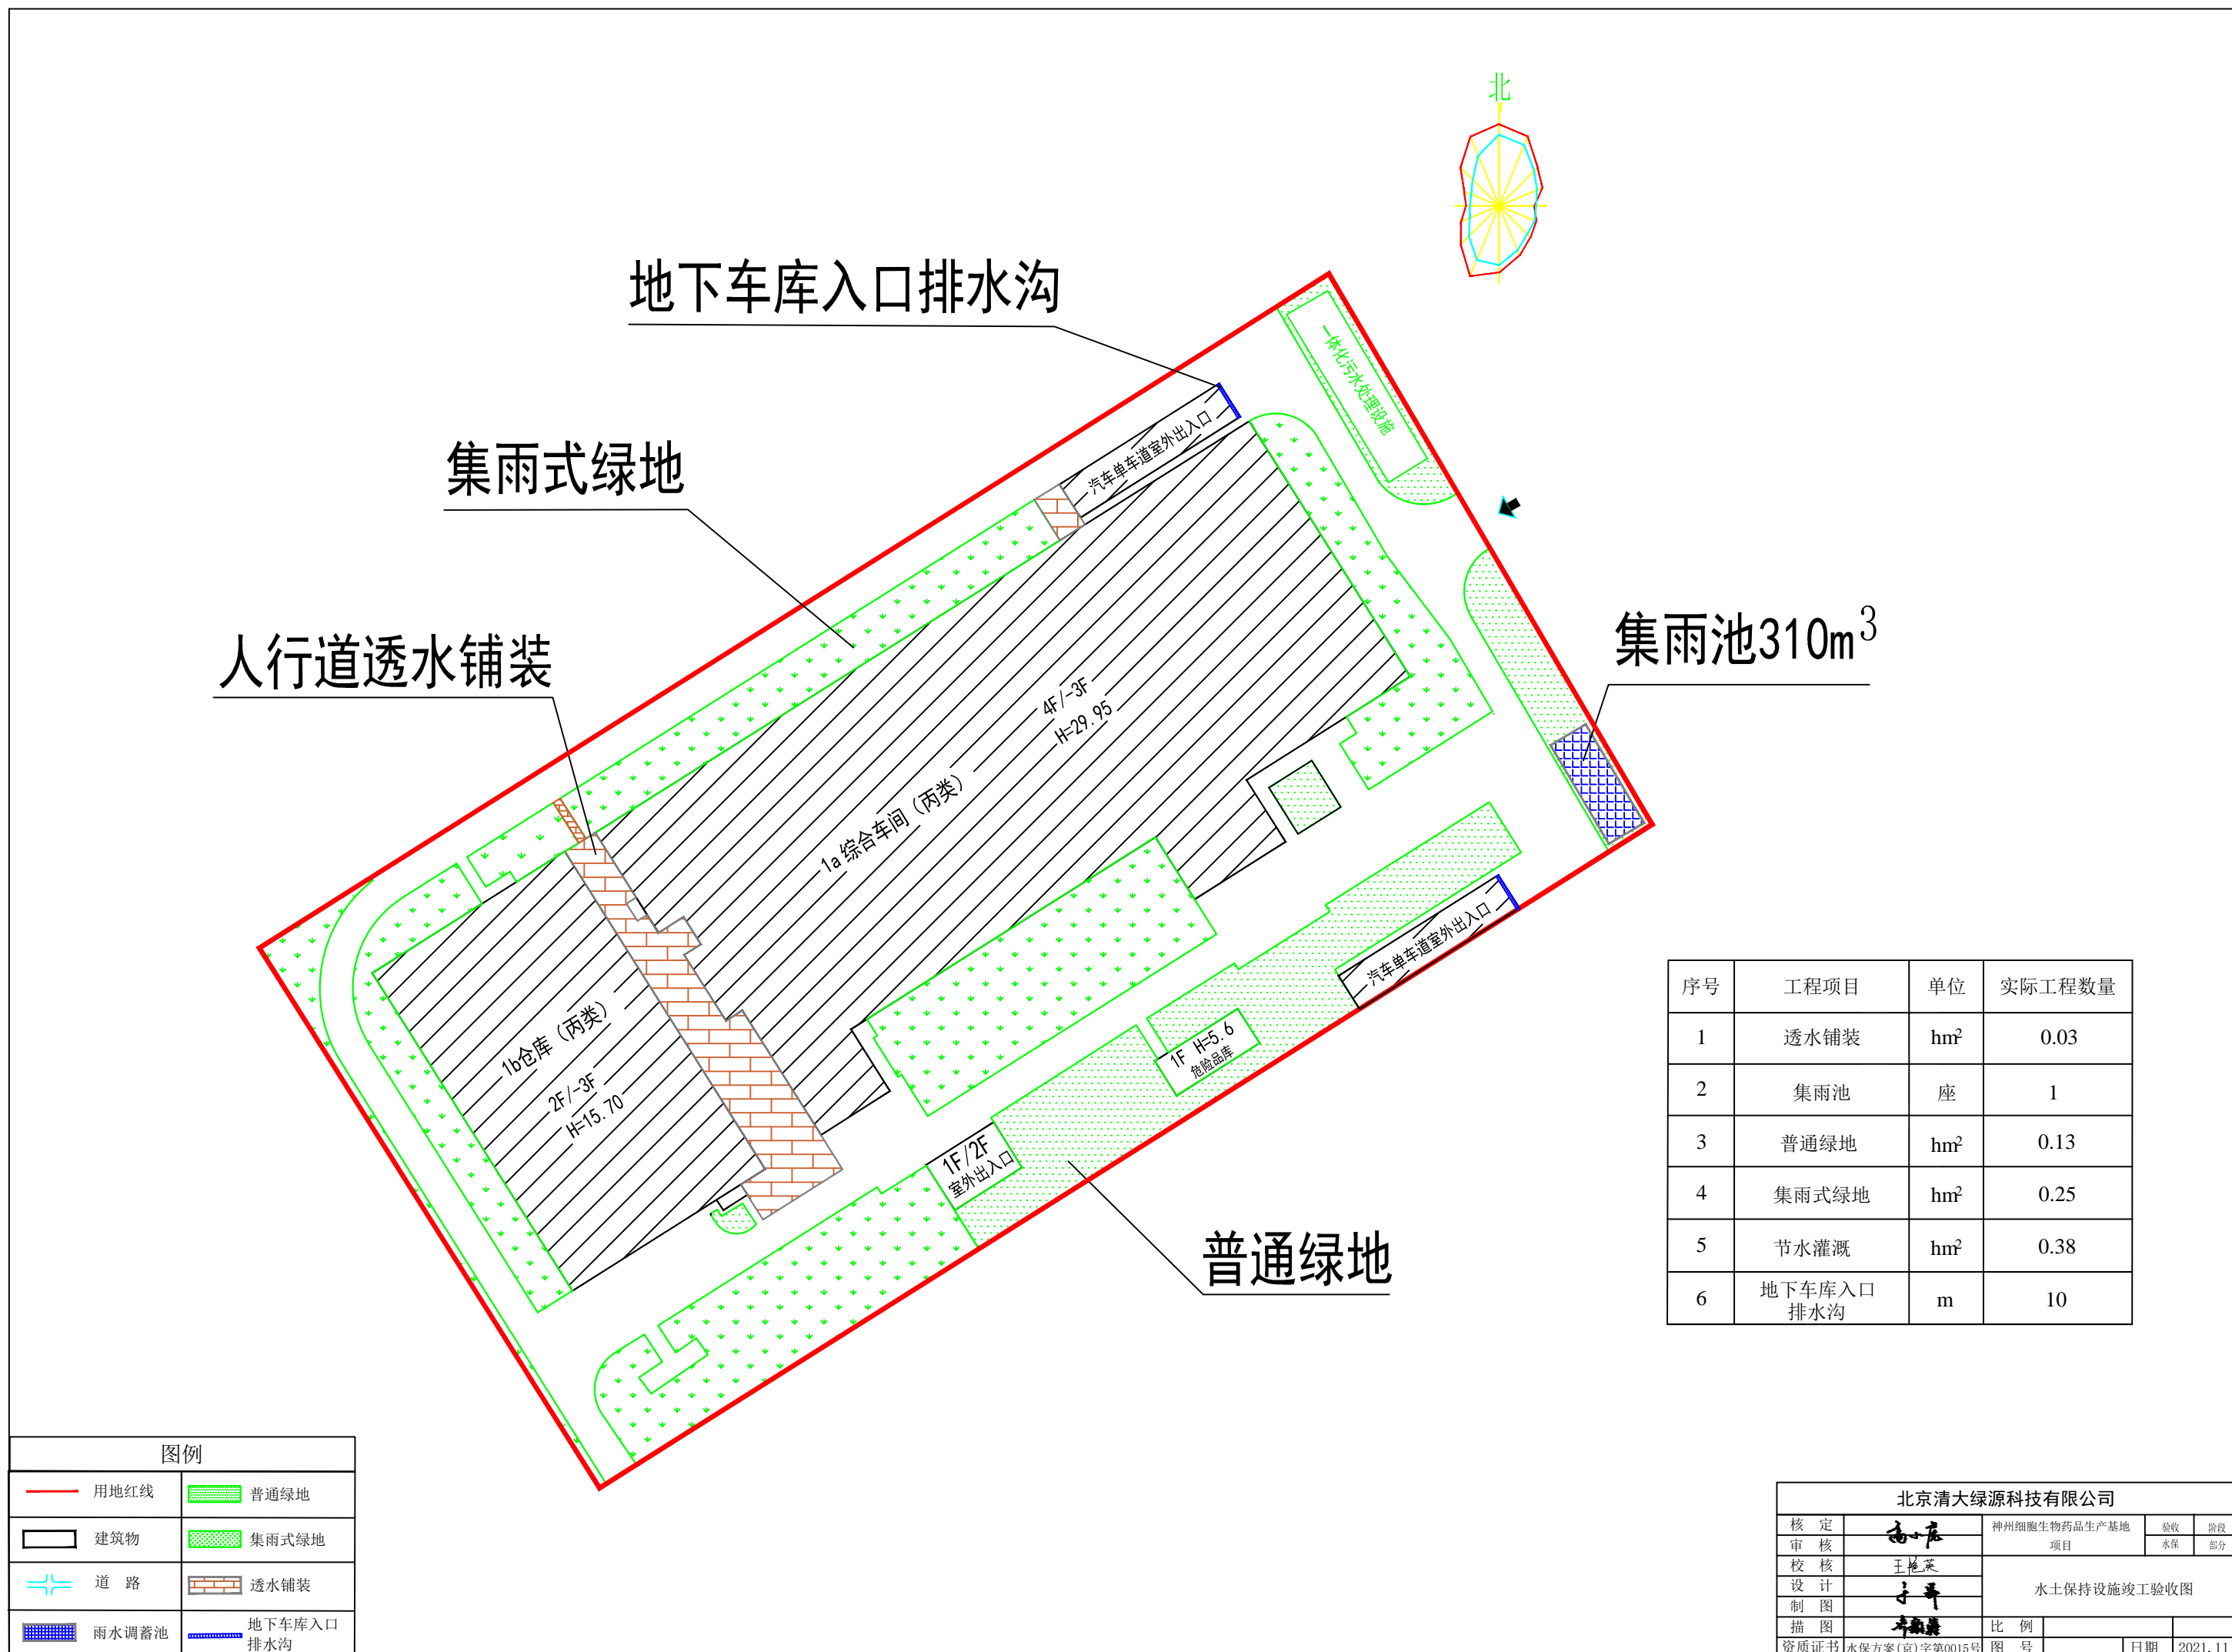 北
地下车库入口排水沟
一体化污水处理设施
集雨式绿地
汽车单车道室外出入口
人行道透水铺装
集雨池310m³
4F/-3F
H=29.95
1a 综合车间（丙类）
汽车单车道室外出入口
1b仓库（丙类）
2F/-3F
H=15.70
1F H=5.6
危险品库
1F/2F
室外出入口
普通绿地
序号 工程项目 单位 实际工程数量
1 透水铺装 hm² 0.03
2 集雨池 座 1
3 普通绿地 hm² 0.13
4 集雨式绿地 hm² 0.25
5 节水灌溉 hm² 0.38
6 地下车库入口 m 10
排水沟
图例
用地红线 普通绿地
建筑物 集雨式绿地
道 路 透水铺装
雨水调蓄池 地下车库入口
排水沟
北京清大绿源科技有限公司
核 定 神州细胞生物药品生产基地 验收 阶段
审 核 项目 水保 部分
校 核
设 计 水土保持设施竣工验收图
制 图
描 图 比 例
资质证书 水保方案(京)字第0015号 图 号 日期 2021.11